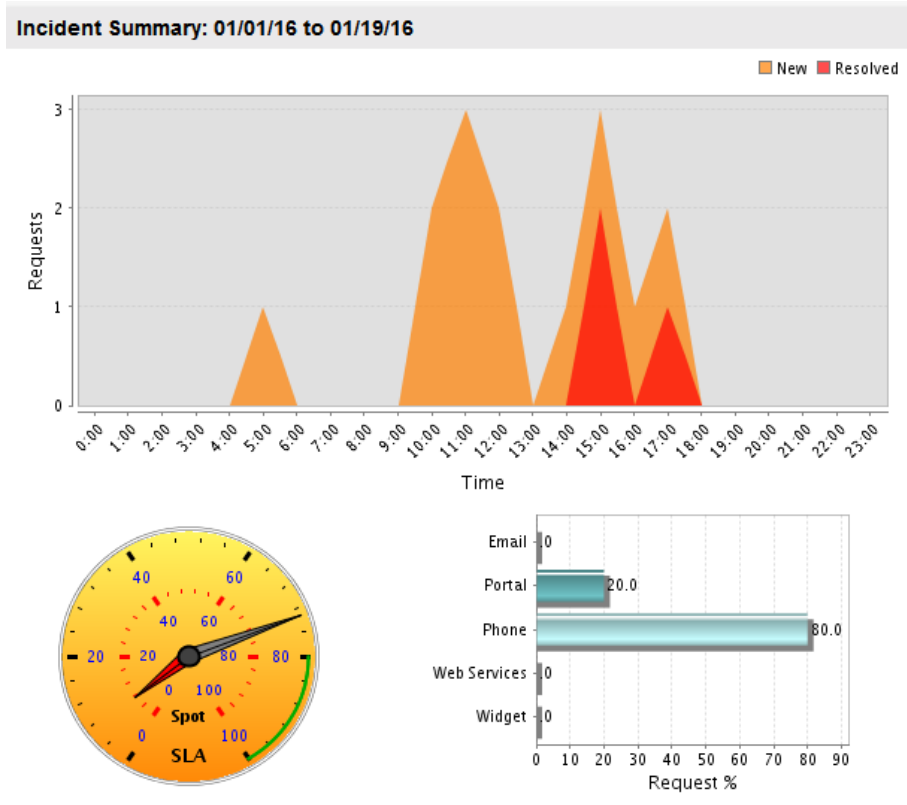 Incident Summary: 01/01/16 to 01/19/16
New Resolved
3
2
1
0
Requests
0:00 1:00 2:00 3:00 4:00 5:00 6:00 7:00 8:00 9:00 10:00 11:00 12:00 13:00 14:00 15:00 16:00 17:00 18:00 19:00 20:00 21:00 22:00 23:00
Time
40 60
40 60
20 20 80 80
0 100
Spot
0 100
SLA
Email .0
Portal 20.0
Phone 80.0
Web Services .0
Widget .0
0 10 20 30 40 50 60 70 80 90
Request %